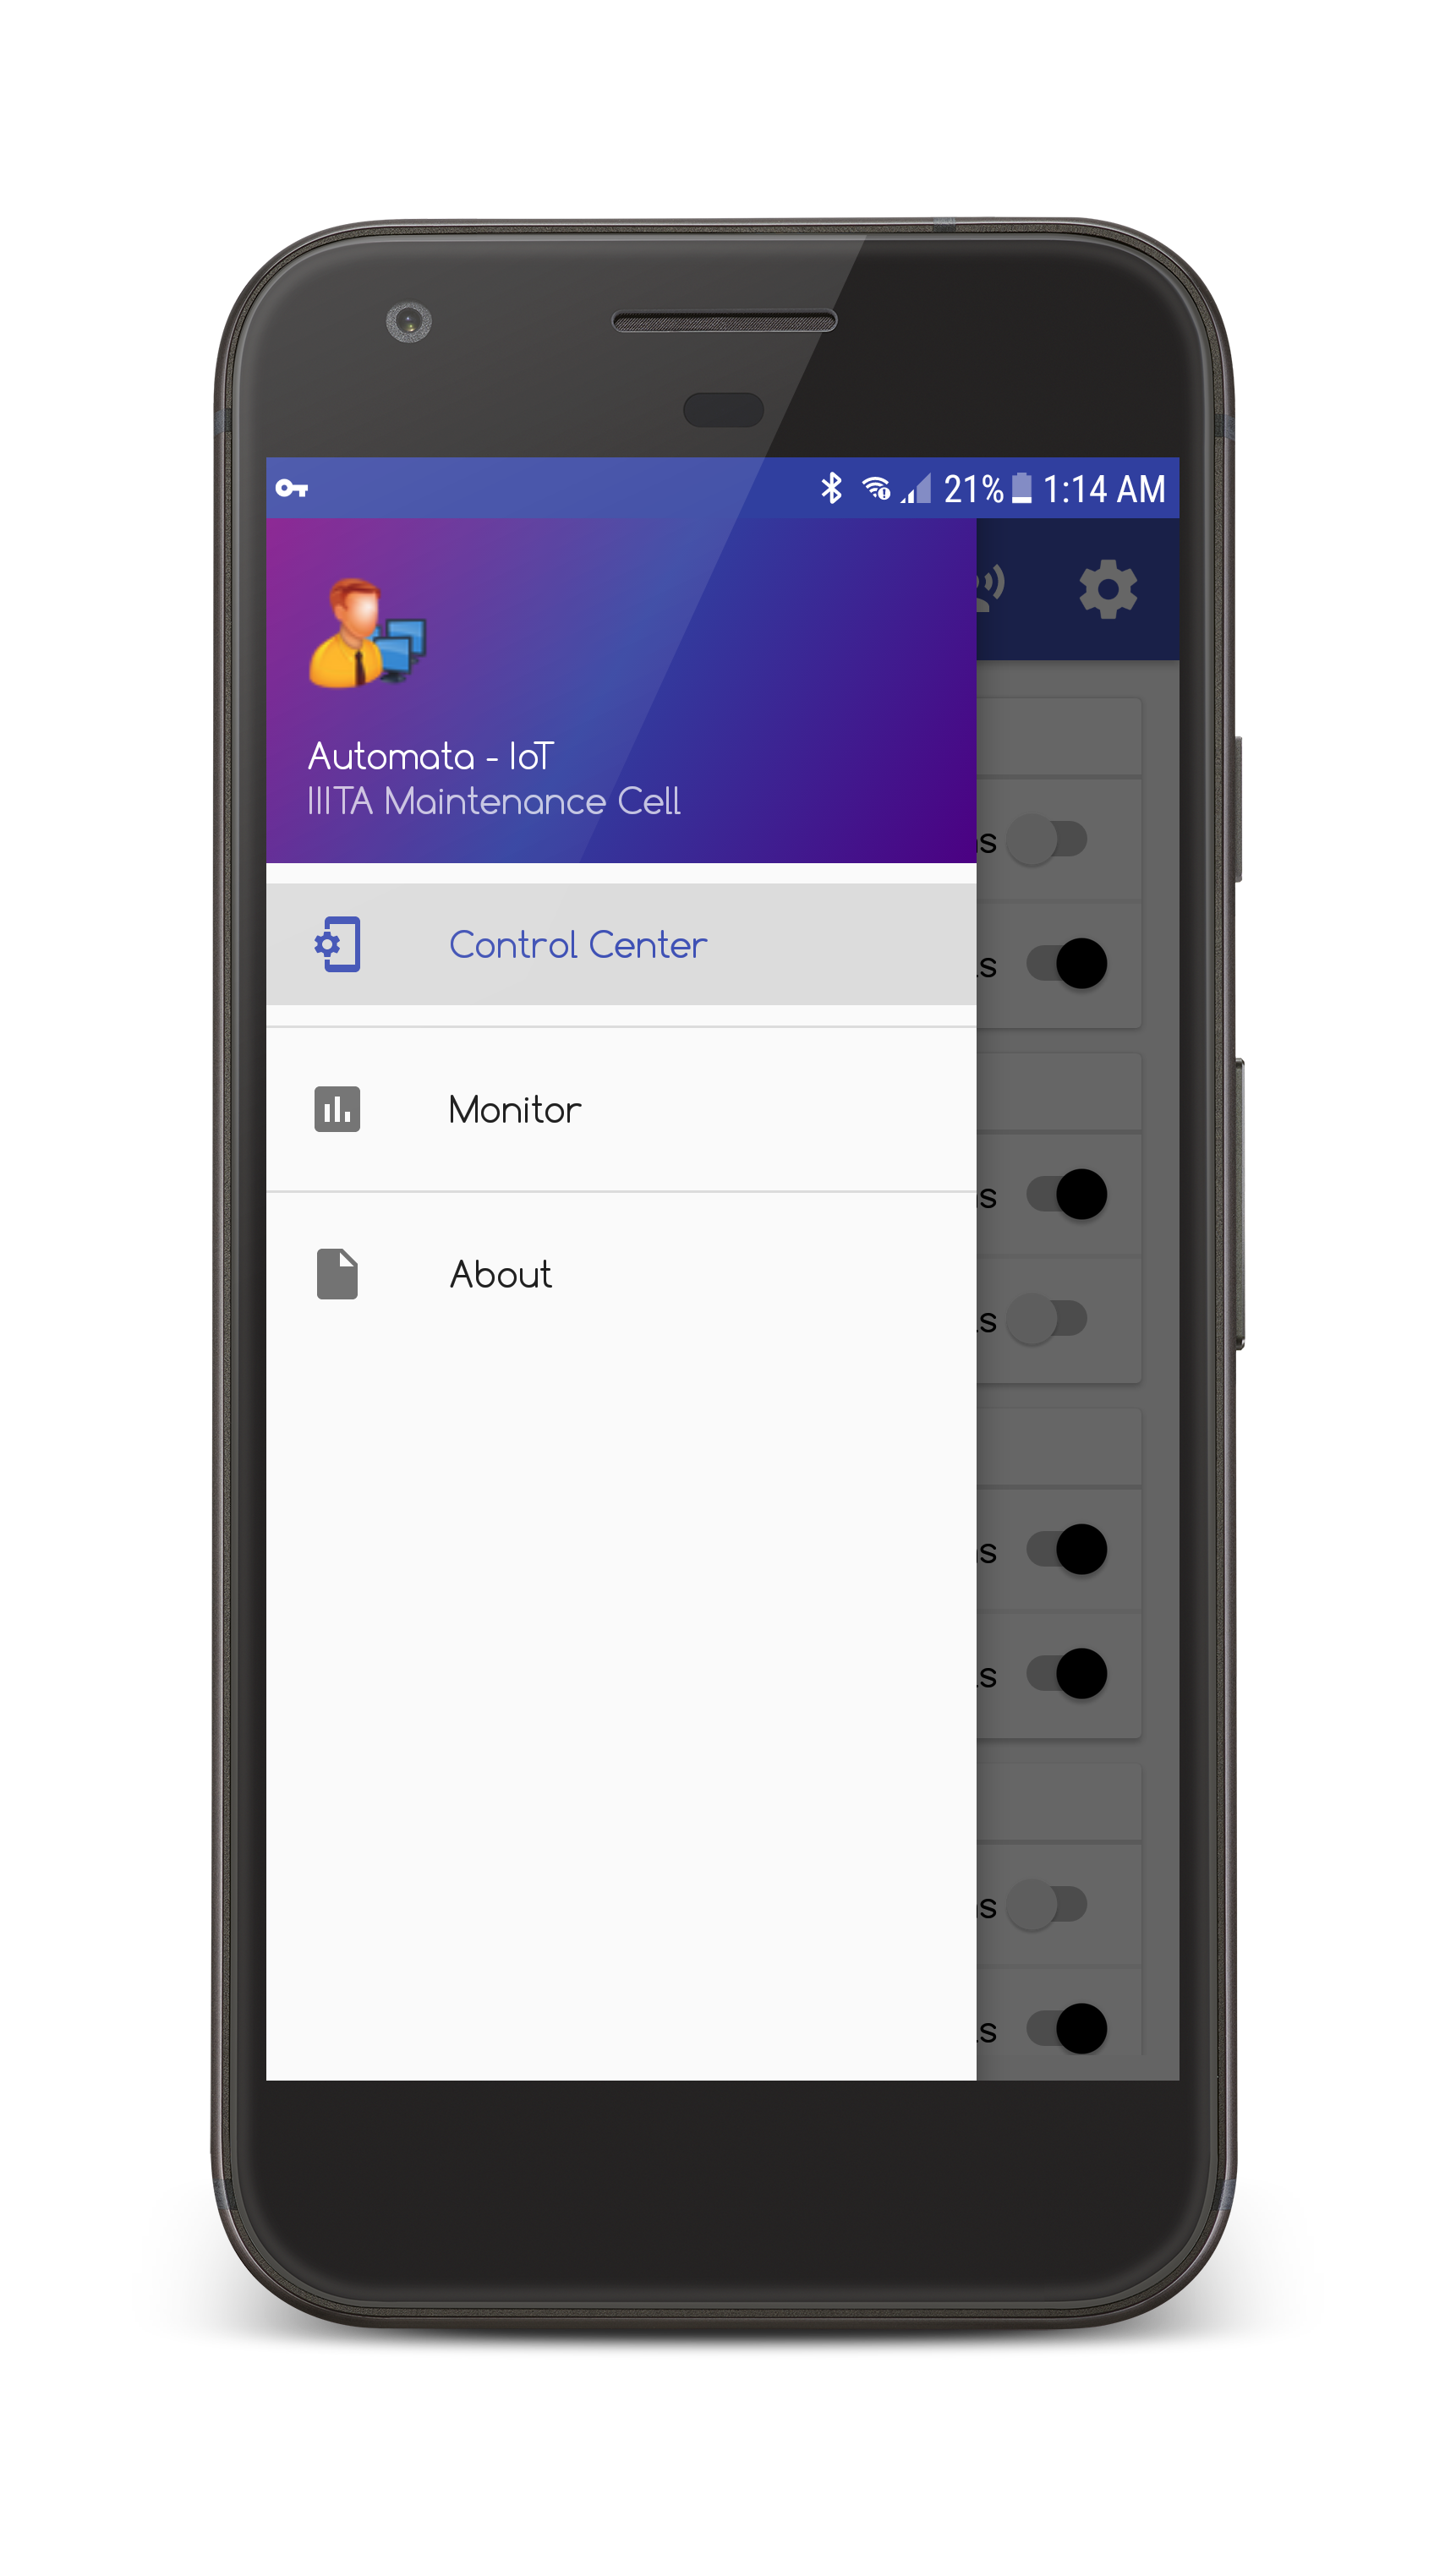 21% 1:14 AM
Automata - IoT
IIITA Maintenance Cell
Control Center
Monitor
About